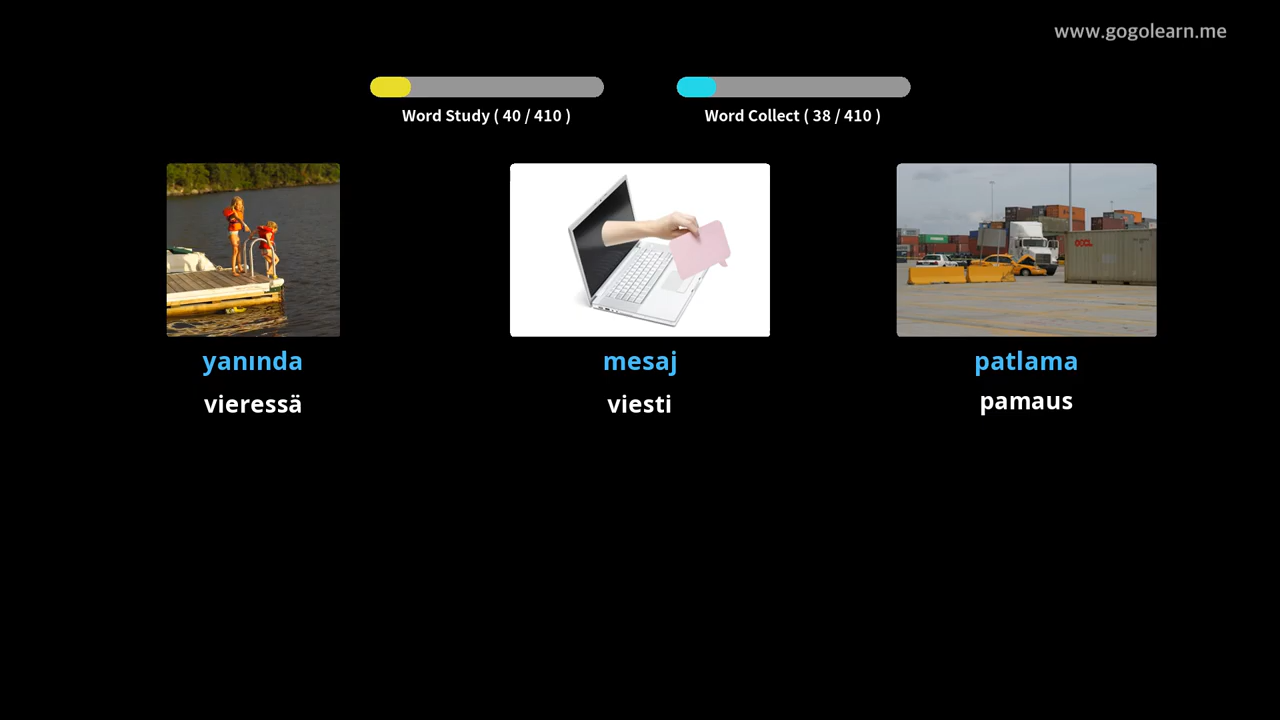 www.gogolearn.me
Word Study ( 40 / 410 )
Word Collect ( 38 / 410 )
yanında
mesaj
patlama
vieressä
viesti
pamaus